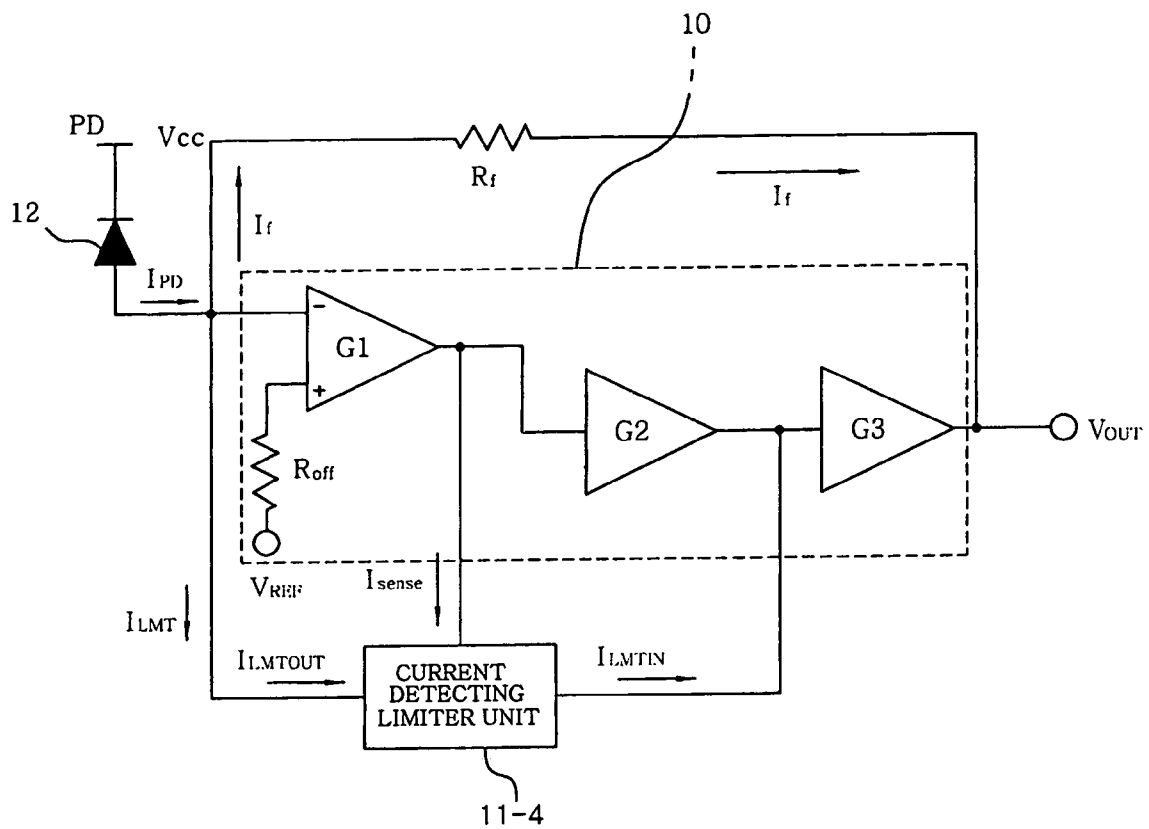 10
PD
Vcc
Rf
If
12
If
IPD
−
G1
+
G2
G3
VOUT
Roff
VREF
Isense
ILMT
ILMTOUT
ILMTIN
CURRENT
DETECTING
LIMITER UNIT
11-4